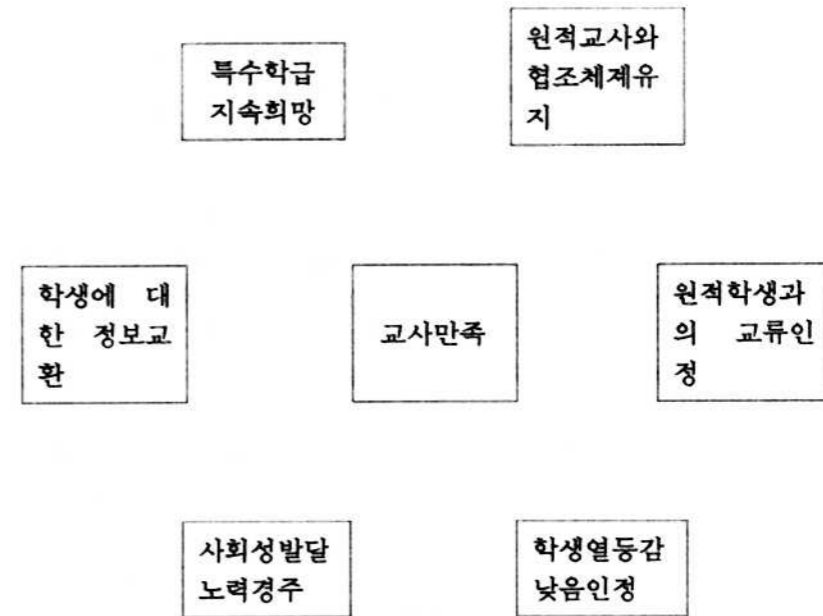 특수학급
지속희망
원적교사와
협조체제유
지
학생에 대
한 정보교
환
교사만족
원적학생과
의 교류인
정
사회성발달
노력경주
학생열등감
낮음인정